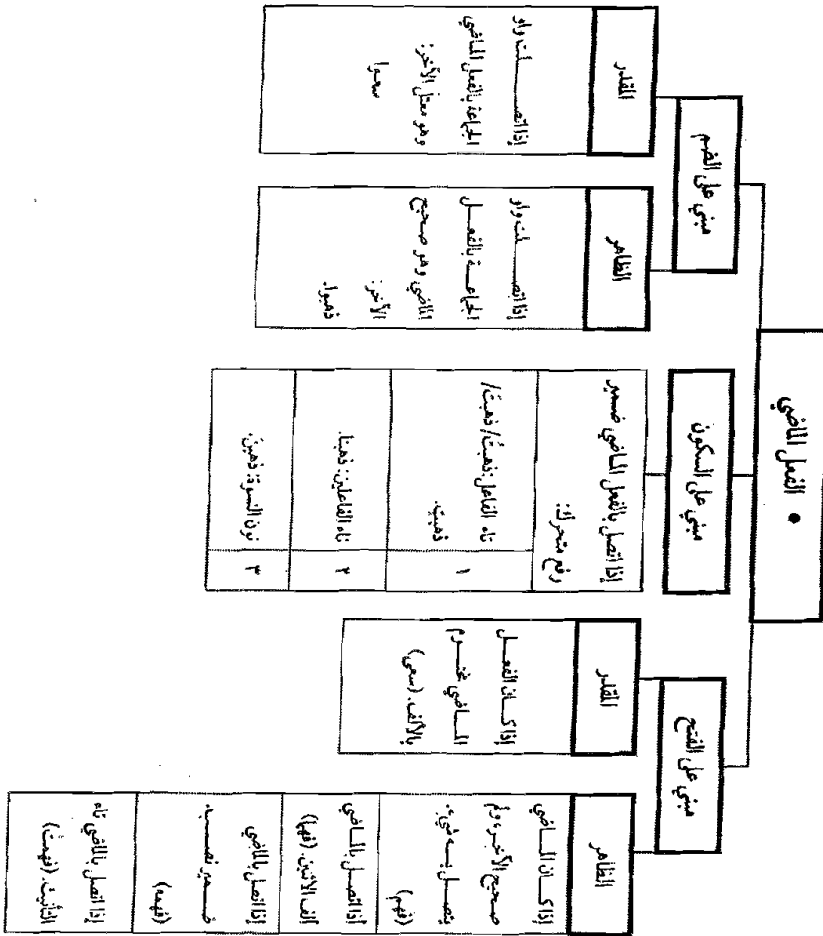 • الفعل الماضي
مبني على الفتح
مبني على السكون
مبني على الضم
الظاهر
إذا كان الماضي
صحيح الآخر، ولم
يتصل به شيء.
(فهم)
إذا اتصل بالماضي
ألف الاثنين. (فهما)
إذا اتصل بالماضي
ضمير نصب.
(فهمه)
إذا اتصل بالماضي تاء
التأنيث. (فهمتْ)
المقدر
إذا كان الفعل
الماضي مختوم
بالألف. (سعى)
إذا اتصل بالفعل الماضي ضمير
رفع متحرك:
١ تاء الفاعل: ذهبتُ/ ذهبتَ/
ذهبتِ.
٢ ناء الفاعلين: ذهبنا.
٣ نون النسوة: ذهبن.
الظاهر
إذا اتصلت واو
الجماعة بالفعل
الماضي وهو صحيح
الآخر:
ذهبوا.
المقدر
إذا اتصلت واو
الجماعة بالفعل الماضي
وهو معتل الآخر:
سعوا